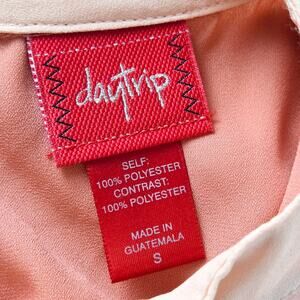 daytrip
SELF:
100% POLYESTER
CONTRAST:
100% POLYESTER
MADE IN
GUATEMALA
S